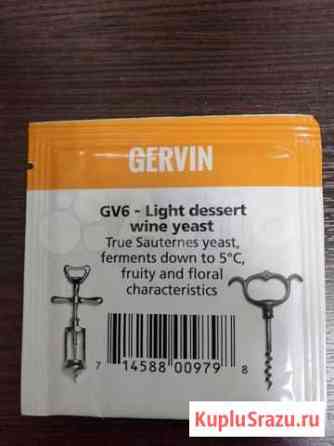 GERVIN
GV6 - Light dessert
wine yeast
True Sauternes yeast,
ferments down to 5°C,
fruity and floral
characteristics
7 14588 00979 8
KupluSrazu.ru